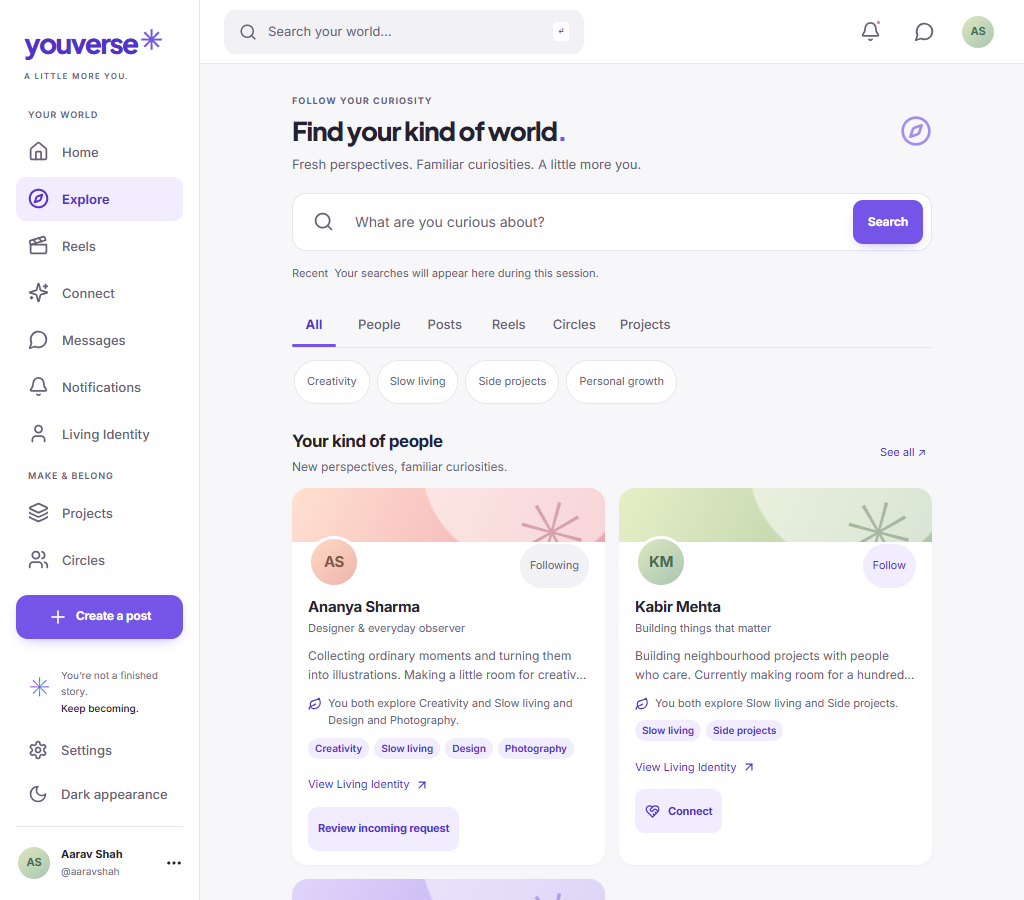 youverse
A LITTLE MORE YOU.
YOUR WORLD
Home
Explore
Reels
Connect
Messages
Notifications
Living Identity
MAKE & BELONG
Projects
Circles
Create a post
You're not a finished
story.
Keep becoming.
Settings
Dark appearance
AS
Aarav Shah
@aaravshah
Search your world...
AS
FOLLOW YOUR CURIOSITY
Find your kind of world.
Fresh perspectives. Familiar curiosities. A little more you.
What are you curious about?
Search
Recent Your searches will appear here during this session.
All
People
Posts
Reels
Circles
Projects
Creativity
Slow living
Side projects
Personal growth
Your kind of people
New perspectives, familiar curiosities.
See all
AS
Following
Ananya Sharma
Designer & everyday observer
Collecting ordinary moments and turning them
into illustrations. Making a little room for creativ...
You both explore Creativity and Slow living and
Design and Photography.
Creativity
Slow living
Design
Photography
View Living Identity
Review incoming request
KM
Follow
Kabir Mehta
Building things that matter
Building neighbourhood projects with people
who care. Currently making room for a hundred...
You both explore Slow living and Side projects.
Slow living
Side projects
View Living Identity
Connect